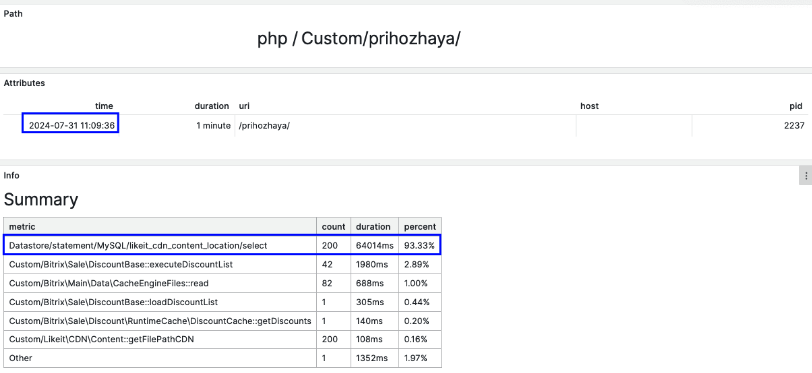 Path
php / Custom/prihozhaya/
Attributes
time duration uri host pid
2024-07-31 11:09:36 1 minute /prihozhaya/ 2237
Info
Summary
metric count duration percent
Datastore/statement/MySQL/likeit_cdn_content_location/select 200 64014ms 93.33%
Custom/Bitrix\Sale\DiscountBase::executeDiscountList 42 1980ms 2.89%
Custom/Bitrix\Main\Data\CacheEngineFiles::read 82 688ms 1.00%
Custom/Bitrix\Sale\DiscountBase::loadDiscountList 1 305ms 0.44%
Custom/Bitrix\Sale\Discount\RuntimeCache\DiscountCache::getDiscounts 1 140ms 0.20%
Custom/Likeit\CDN\Content::getFilePathCDN 200 108ms 0.16%
Other 1 1352ms 1.97%